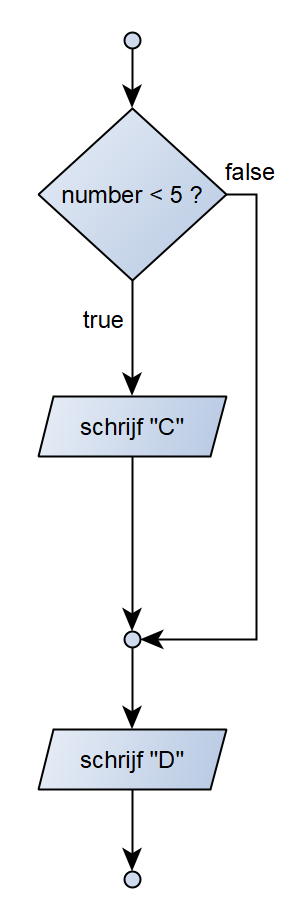 number < 5 ?
false
true
schrijf "C"
schrijf "D"